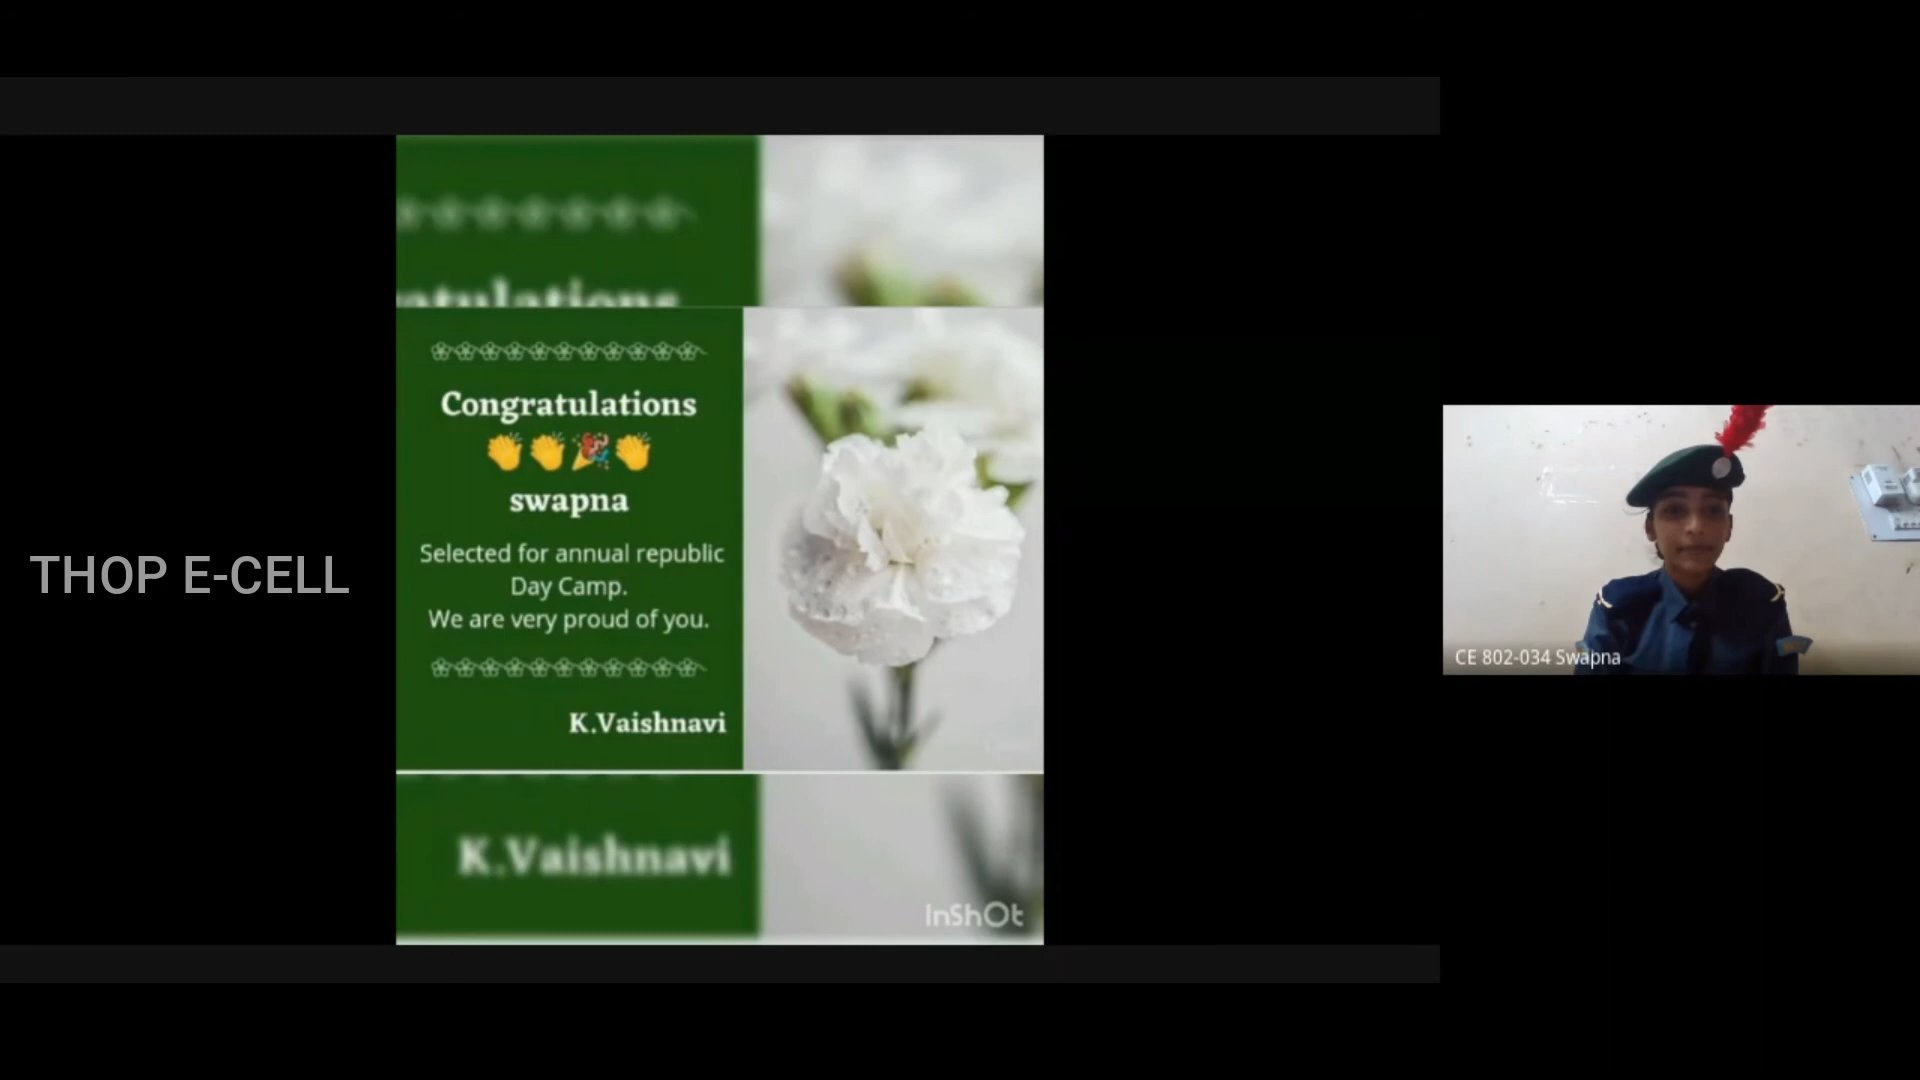 THOP E-CELL
ratulations
Congratulations
👏👏🎉👏
swapna
Selected for annual republic
Day Camp.
We are very proud of you.
K.Vaishnavi
K.Vaishnavi
InShOt
CE 802-034 Swapna